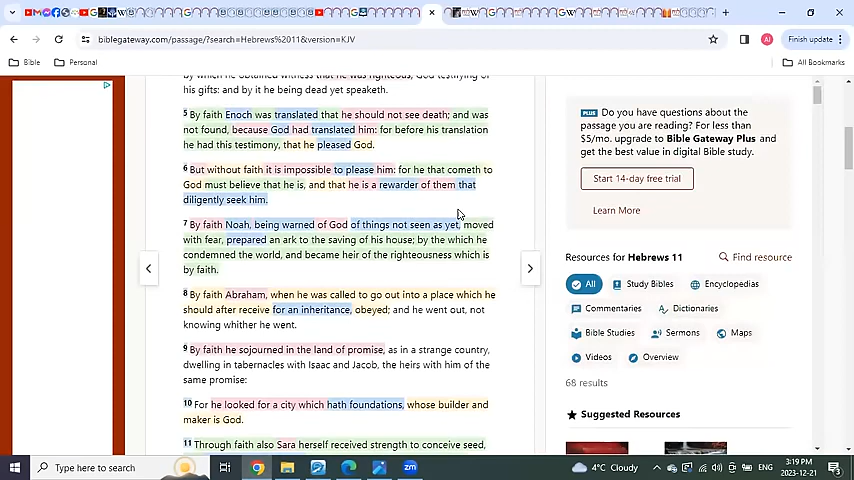 biblegateway.com/passage/?search=Hebrews%2011&version=KJV
Finish update
Bible
Personal
All Bookmarks
by which he obtained witness that he was righteous, God testifying of
his gifts: and by it he being dead yet speaketh.
5 By faith Enoch was translated that he should not see death; and was
not found, because God had translated him: for before his translation
he had this testimony, that he pleased God.
6 But without faith it is impossible to please him: for he that cometh to
God must believe that he is, and that he is a rewarder of them that
diligently seek him.
7 By faith Noah, being warned of God of things not seen as yet, moved
with fear, prepared an ark to the saving of his house; by the which he
condemned the world, and became heir of the righteousness which is
by faith.
8 By faith Abraham, when he was called to go out into a place which he
should after receive for an inheritance, obeyed; and he went out, not
knowing whither he went.
9 By faith he sojourned in the land of promise, as in a strange country,
dwelling in tabernacles with Isaac and Jacob, the heirs with him of the
same promise:
10 For he looked for a city which hath foundations, whose builder and
maker is God.
11 Through faith also Sara herself received strength to conceive seed,
PLUS Do you have questions about the
passage you are reading? For less than
$5/mo. upgrade to Bible Gateway Plus and
get the best value in digital Bible study.
Start 14-day free trial
Learn More
Resources for Hebrews 11
Find resource
All
Study Bibles
Encyclopedias
Commentaries
Dictionaries
Bible Studies
Sermons
Maps
Videos
Overview
68 results
Suggested Resources
Type here to search
4°C Cloudy
ENG
3:19 PM
2023-12-21